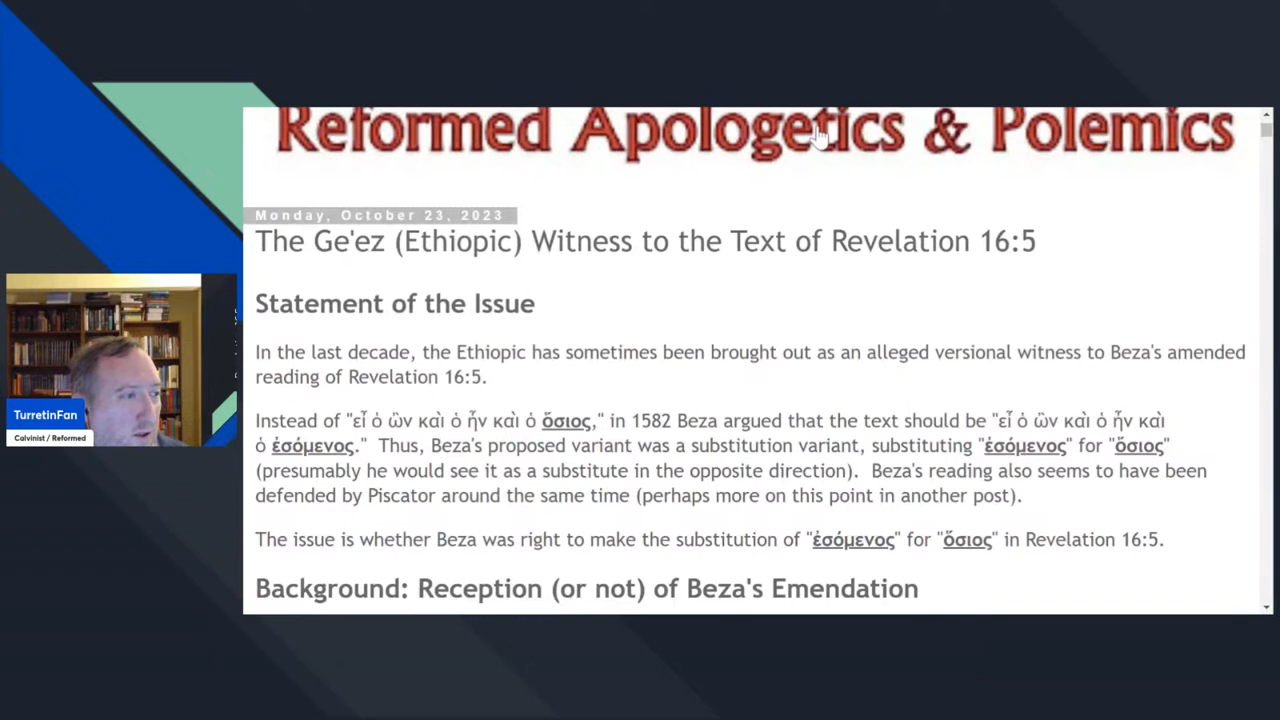 Reformed Apologetics & Polemics
Monday, October 23, 2023
The Ge'ez (Ethiopic) Witness to the Text of Revelation 16:5
Statement of the Issue
In the last decade, the Ethiopic has sometimes been brought out as an alleged versional witness to Beza's amended
reading of Revelation 16:5.
Instead of "εἶ ὁ ὢν καὶ ὁ ἦν καὶ ὁ ὅσιος," in 1582 Beza argued that the text should be "εἶ ὁ ὢν καὶ ὁ ἦν καὶ
ὁ ἐσόμενος."  Thus, Beza's proposed variant was a substitution variant, substituting "ἐσόμενος" for "ὅσιος"
(presumably he would see it as a substitute in the opposite direction).  Beza's reading also seems to have been
defended by Piscator around the same time (perhaps more on this point in another post).
The issue is whether Beza was right to make the substitution of "ἐσόμενος" for "ὅσιος" in Revelation 16:5.
Background: Reception (or not) of Beza's Emendation
TurretinFan
Calvinist / Reformed